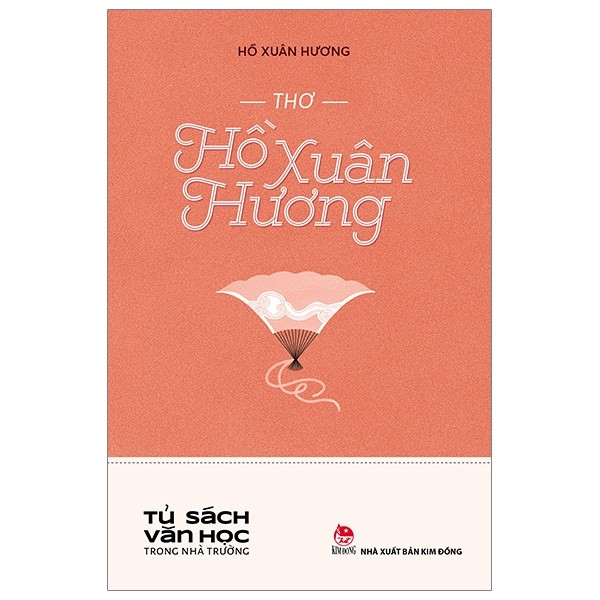 HỒ XUÂN HƯƠNG
— THƠ —
Hồ Xuân
Hương
TỦ SÁCH
VĂN HỌC
TRONG NHÀ TRƯỜNG
KIM ĐỒNG
NHÀ XUẤT BẢN KIM ĐỒNG